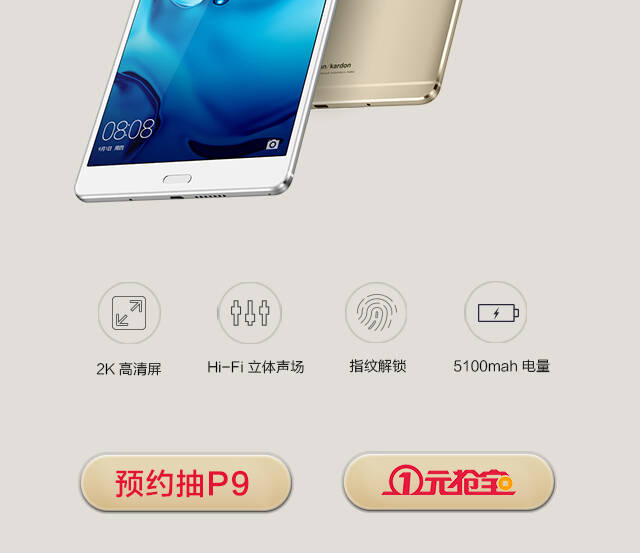 08:08
/kardon
2K 高清屏
Hi-Fi 立体声场
指纹解锁
5100mah 电量
预约抽P9
1元抢宝